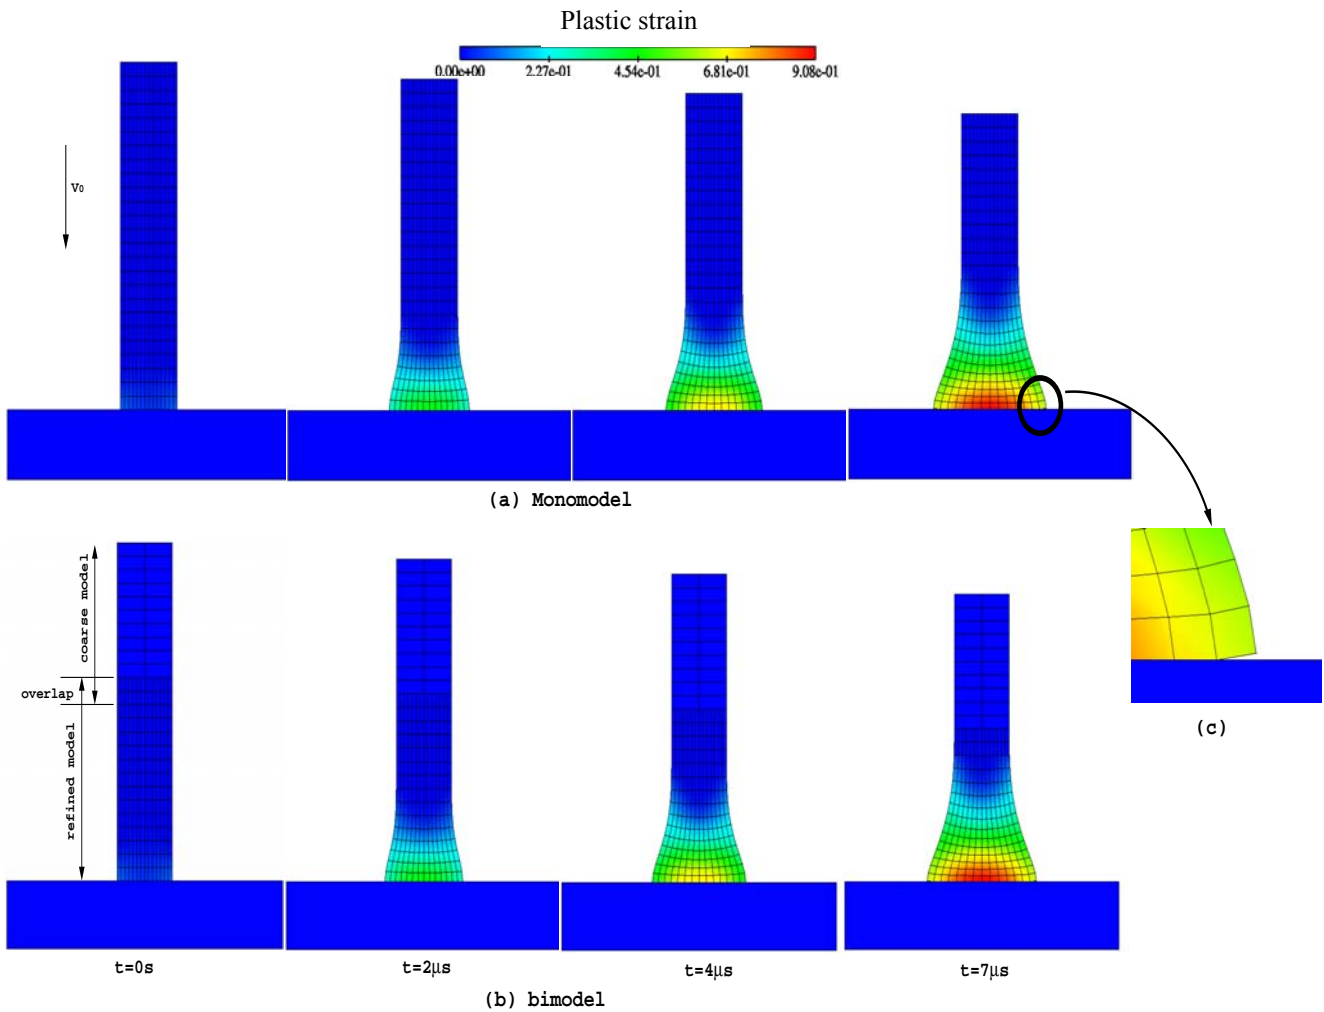 Plastic strain
0.00e+00 2.27e-01 4.54e-01 6.81e-01 9.08e-01
V0
(a) Monomodel
coarse model
overlap
refined model
(c)
t=0s t=2μs t=4μs t=7μs
(b) bimodel